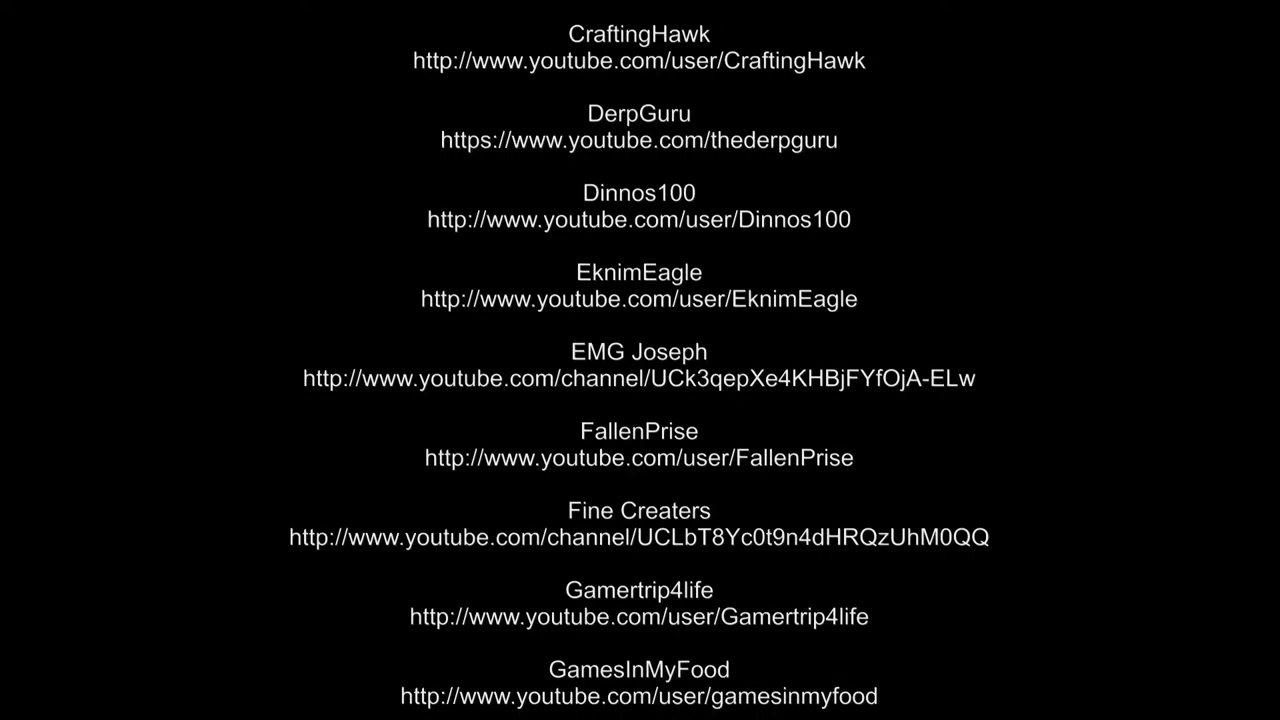 CraftingHawk
http://www.youtube.com/user/CraftingHawk
DerpGuru
https://www.youtube.com/thederpguru
Dinnos100
http://www.youtube.com/user/Dinnos100
EknimEagle
http://www.youtube.com/user/EknimEagle
EMG Joseph
http://www.youtube.com/channel/UCk3qepXe4KHBjFYfOjA-ELw
FallenPrise
http://www.youtube.com/user/FallenPrise
Fine Creaters
http://www.youtube.com/channel/UCLbT8Yc0t9n4dHRQzUhM0QQ
Gamertrip4life
http://www.youtube.com/user/Gamertrip4life
GamesInMyFood
http://www.youtube.com/user/gamesinmyfood